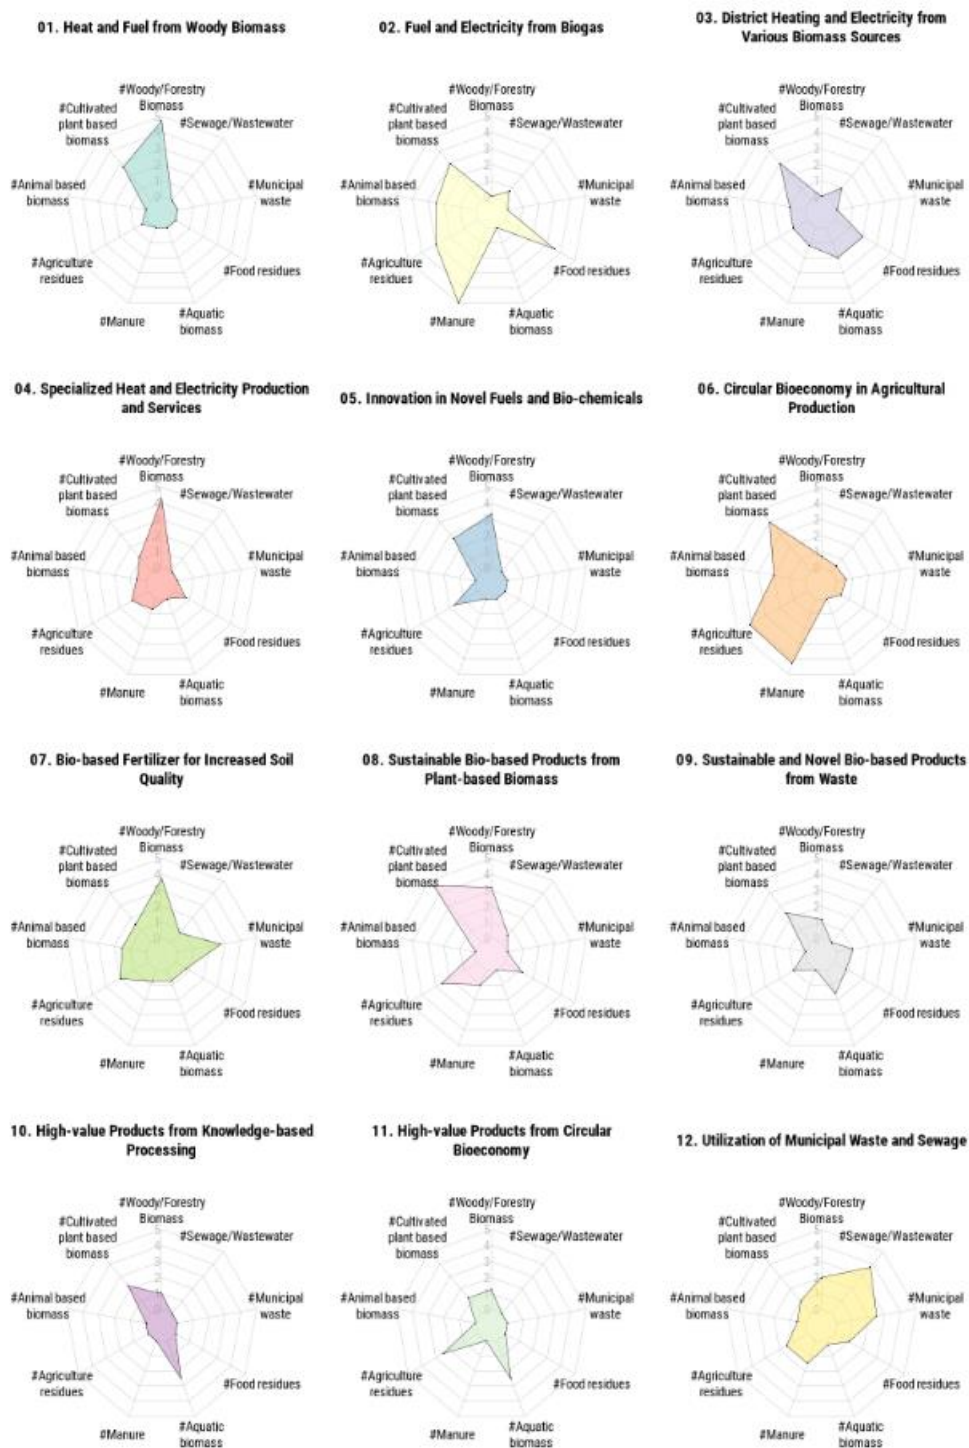 01. Heat and Fuel from Woody Biomass
#Woody/Forestry
Biomass
#Cultivated
plant based
biomass
#Sewage/Wastewater
#Animal based
biomass
#Municipal
waste
#Agriculture
residues
#Food residues
#Manure
#Aquatic
biomass
02. Fuel and Electricity from Biogas
#Woody/Forestry
Biomass
#Cultivated
plant based
biomass
#Sewage/Wastewater
#Animal based
biomass
#Municipal
waste
#Agriculture
residues
#Food residues
#Manure
#Aquatic
biomass
03. District Heating and Electricity from
Various Biomass Sources
#Woody/Forestry
Biomass
#Cultivated
plant based
biomass
#Sewage/Wastewater
#Animal based
biomass
#Municipal
waste
#Agriculture
residues
#Food residues
#Manure
#Aquatic
biomass
04. Specialized Heat and Electricity Production
and Services
#Woody/Forestry
Biomass
#Cultivated
plant based
biomass
#Sewage/Wastewater
#Animal based
biomass
#Municipal
waste
#Agriculture
residues
#Food residues
#Manure
#Aquatic
biomass
05. Innovation in Novel Fuels and Bio-chemicals
#Woody/Forestry
Biomass
#Cultivated
plant based
biomass
#Sewage/Wastewater
#Animal based
biomass
#Municipal
waste
#Agriculture
residues
#Food residues
#Manure
#Aquatic
biomass
06. Circular Bioeconomy in Agricultural
Production
#Woody/Forestry
Biomass
#Cultivated
plant based
biomass
#Sewage/Wastewater
#Animal based
biomass
#Municipal
waste
#Agriculture
residues
#Food residues
#Manure
#Aquatic
biomass
07. Bio-based Fertilizer for Increased Soil
Quality
#Woody/Forestry
Biomass
#Cultivated
plant based
biomass
#Sewage/Wastewater
#Animal based
biomass
#Municipal
waste
#Agriculture
residues
#Food residues
#Manure
#Aquatic
biomass
08. Sustainable Bio-based Products from
Plant-based Biomass
#Woody/Forestry
Biomass
#Cultivated
plant based
biomass
#Sewage/Wastewater
#Animal based
biomass
#Municipal
waste
#Agriculture
residues
#Food residues
#Manure
#Aquatic
biomass
09. Sustainable and Novel Bio-based Products
from Waste
#Woody/Forestry
Biomass
#Cultivated
plant based
biomass
#Sewage/Wastewater
#Animal based
biomass
#Municipal
waste
#Agriculture
residues
#Food residues
#Manure
#Aquatic
biomass
10. High-value Products from Knowledge-based
Processing
#Woody/Forestry
Biomass
#Cultivated
plant based
biomass
#Sewage/Wastewater
#Animal based
biomass
#Municipal
waste
#Agriculture
residues
#Food residues
#Manure
#Aquatic
biomass
11. High-value Products from Circular
Bioeconomy
#Woody/Forestry
Biomass
#Cultivated
plant based
biomass
#Sewage/Wastewater
#Animal based
biomass
#Municipal
waste
#Agriculture
residues
#Food residues
#Manure
#Aquatic
biomass
12. Utilization of Municipal Waste and Sewage
#Woody/Forestry
Biomass
#Cultivated
plant based
biomass
#Sewage/Wastewater
#Animal based
biomass
#Municipal
waste
#Agriculture
residues
#Food residues
#Manure
#Aquatic
biomass